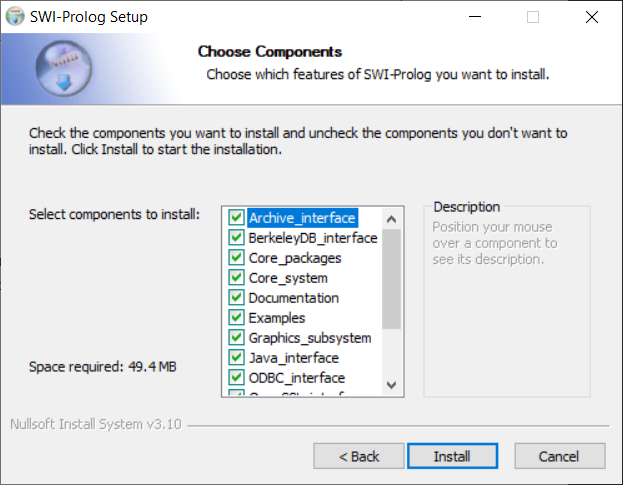 SWI-Prolog Setup
Choose Components
Choose which features of SWI-Prolog you want to install.
Check the components you want to install and uncheck the components you don't want to
install. Click Install to start the installation.
Select components to install:
Archive_interface
BerkeleyDB_interface
Core_packages
Core_system
Documentation
Examples
Graphics_subsystem
Java_interface
ODBC_interface
Description
Position your mouse
over a component to
see its description.
Space required: 49.4 MB
Nullsoft Install System v3.10
< Back
Install
Cancel